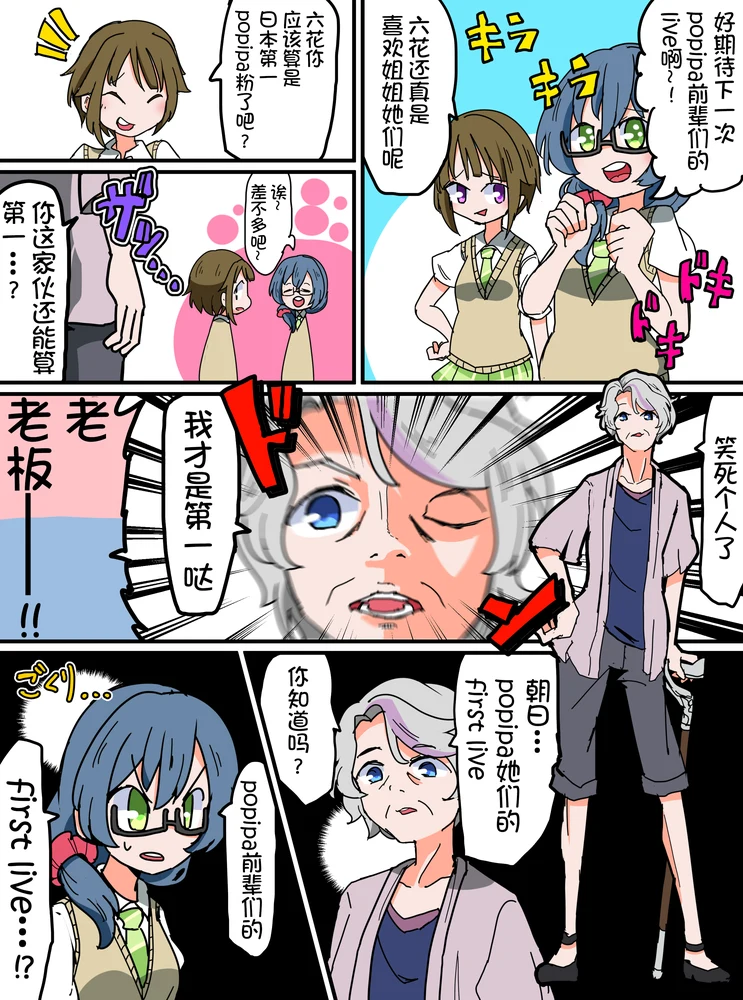 好期待下一次
popipa前辈们的
live啊~！
キラ
キラ
六花还真是
喜欢姐姐她们呢
ドキ
ドキ
六花你
应该算是
日本第一
popipa粉了吧？
诶~
差不多吧~
ザッ...
你这家伙还能算
第一…？
笑死个人了
ドン
我才是第一哒
老
老板——!!
朝日…
popipa她们的
first live
你知道吗？
ごくり...
popipa前辈们的
first live…!?